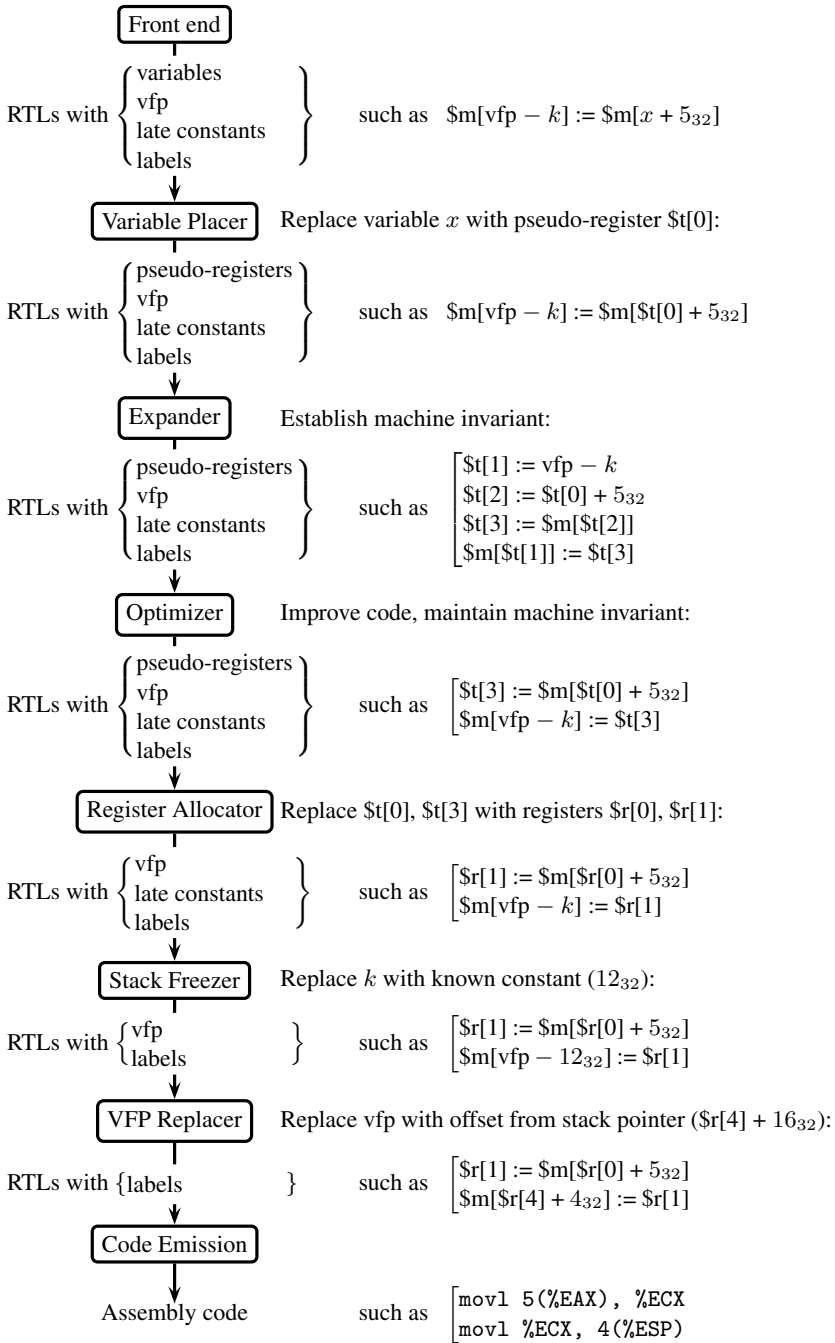 Front end
variables
vfp
RTLs with { late constants } such as $m[vfp − k] := $m[x + 5₃₂]
labels
Variable Placer Replace variable x with pseudo-register $t[0]:
pseudo-registers
vfp
RTLs with { late constants } such as $m[vfp − k] := $m[$t[0] + 5₃₂]
labels
Expander Establish machine invariant:
pseudo-registers $t[1] := vfp − k
vfp $t[2] := $t[0] + 5₃₂
RTLs with { late constants } such as [ $t[3] := $m[$t[2]]
labels $m[$t[1]] := $t[3]
Optimizer Improve code, maintain machine invariant:
pseudo-registers
vfp $t[3] := $m[$t[0] + 5₃₂]
RTLs with { late constants } such as [ $m[vfp − k] := $t[3]
labels
Register Allocator Replace $t[0], $t[3] with registers $r[0], $r[1]:
vfp $r[1] := $m[$r[0] + 5₃₂]
RTLs with { late constants } such as [ $m[vfp − k] := $r[1]
labels
Stack Freezer Replace k with known constant (12₃₂):
vfp $r[1] := $m[$r[0] + 5₃₂]
RTLs with { labels } such as [ $m[vfp − 12₃₂] := $r[1]
VFP Replacer Replace vfp with offset from stack pointer ($r[4] + 16₃₂):
$r[1] := $m[$r[0] + 5₃₂]
RTLs with {labels } such as [ $m[$r[4] + 4₃₂] := $r[1]
Code Emission
movl 5(%EAX), %ECX
Assembly code such as [ movl %ECX, 4(%ESP)